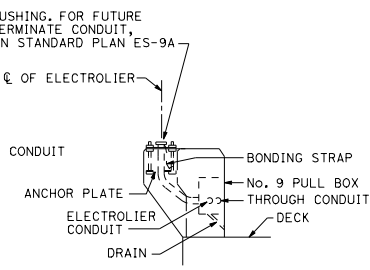 USHING. FOR FUTURE
ERMINATE CONDUIT,
N STANDARD PLAN ES-9A
℄ OF ELECTROLIER
CONDUIT
BONDING STRAP
ANCHOR PLATE
No. 9 PULL BOX
THROUGH CONDUIT
ELECTROLIER
CONDUIT
DECK
DRAIN